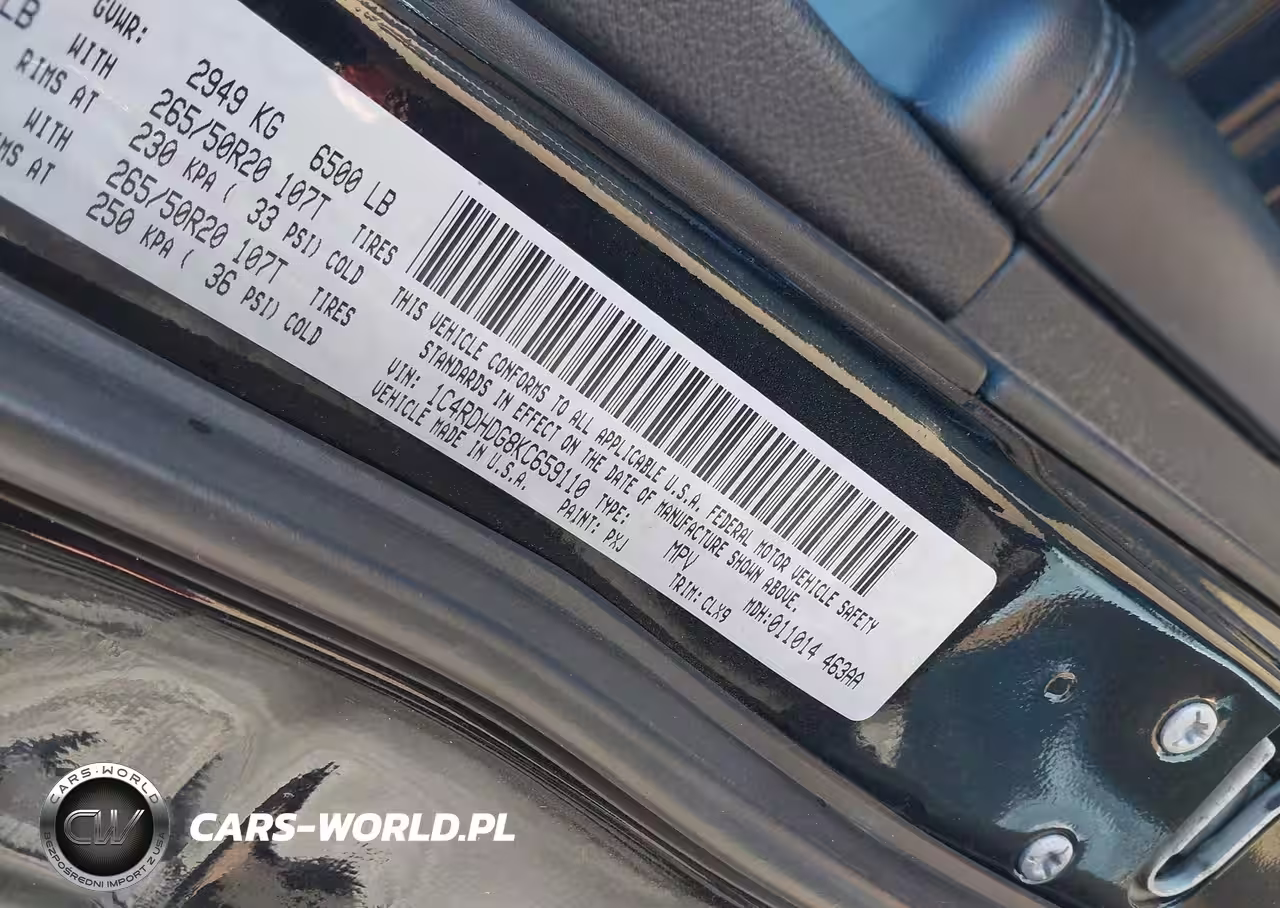 LB
GVWR:
WITH
RIMS AT
WITH
AT
2949 KG 6500 LB
265/50R20 107T TIRES
230 KPA ( 33 PSI) COLD
265/50R20 107T TIRES
250 KPA ( 36 PSI) COLD
THIS VEHICLE CONFORMS TO ALL APPLICABLE U.S.A. FEDERAL MOTOR VEHICLE SAFETY
STANDARDS IN EFFECT ON THE DATE OF MANUFACTURE SHOWN ABOVE.
VIN: 1C4RDHDG8KC659110 TYPE: MPV MDH:011014 463AA
VEHICLE MADE IN U.S.A. PAINT: PXJ TRIM: CLX9
CARS-WORLD
CW
BEZPOŚREDNI IMPORT Z USA
CARS-WORLD.PL